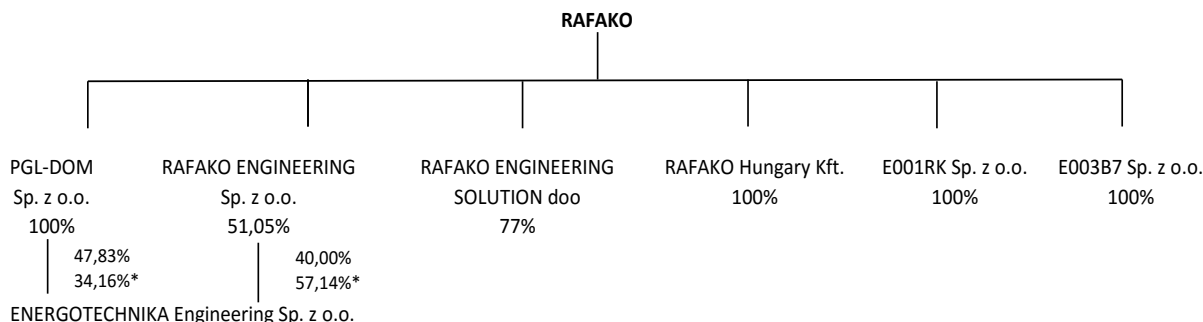 RAFAKO
PGL-DOM
Sp. z o.o.
100%
RAFAKO ENGINEERING
Sp. z o.o.
51,05%
RAFAKO ENGINEERING
SOLUTION doo
77%
RAFAKO Hungary Kft.
100%
E001RK Sp. z o.o.
100%
E003B7 Sp. z o.o.
100%
47,83%
34,16%*
40,00%
57,14%*
ENERGOTECHNIKA Engineering Sp. z o.o.